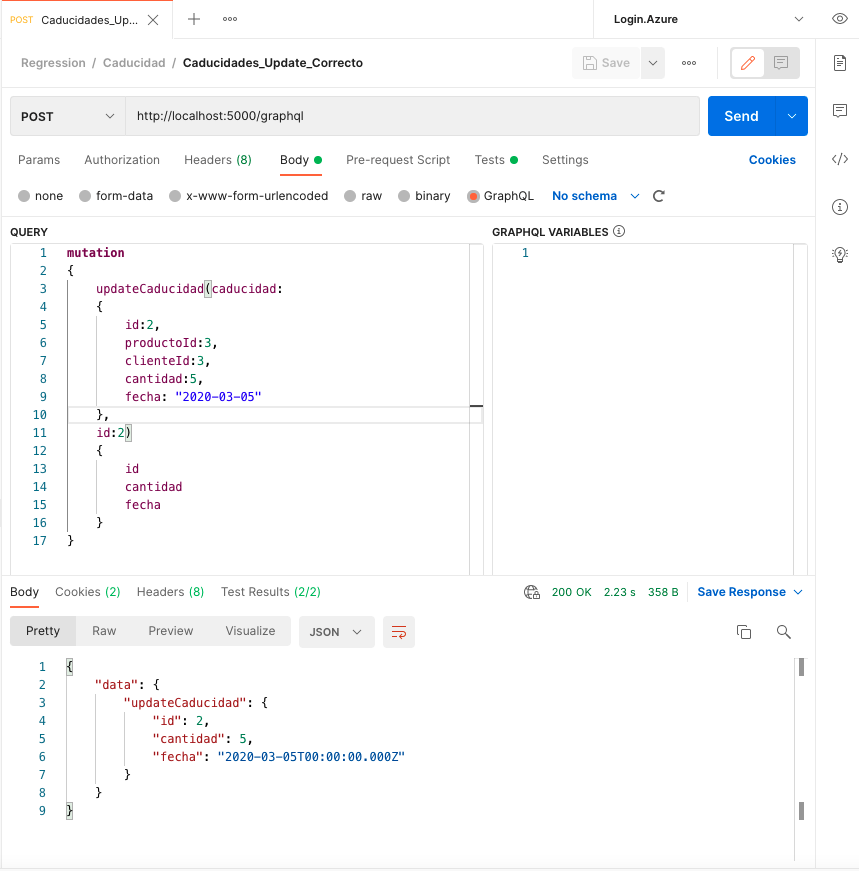 POST Caducidades_Up...
Login.Azure
Regression / Caducidad / Caducidades_Update_Correcto
Save
POST http://localhost:5000/graphql
Send
Params Authorization Headers (8) Body Pre-request Script Tests Settings Cookies
none form-data x-www-form-urlencoded raw binary GraphQL No schema
QUERY
1 mutation
2 {
3 updateCaducidad(caducidad:
4 {
5 id:2,
6 productoId:3,
7 clienteId:3,
8 cantidad:5,
9 fecha: "2020-03-05"
10 },
11 id:2)
12 {
13 id
14 cantidad
15 fecha
16 }
17 }
GRAPHQL VARIABLES
1
Body Cookies (2) Headers (8) Test Results (2/2) 200 OK 2.23 s 358 B Save Response
Pretty Raw Preview Visualize JSON
1 {
2 "data": {
3 "updateCaducidad": {
4 "id": 2,
5 "cantidad": 5,
6 "fecha": "2020-03-05T00:00:00.000Z"
7 }
8 }
9 }